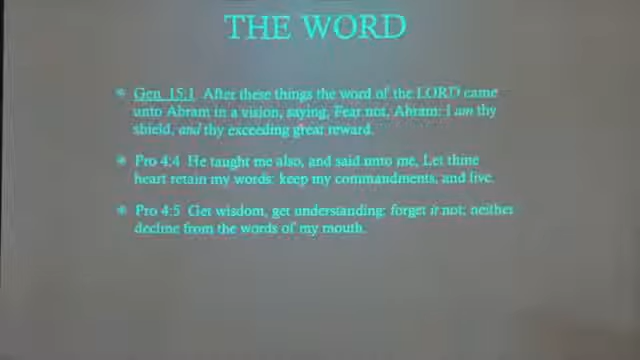 THE WORD
Gen 15:1 After these things the word of the LORD came
unto Abram in a vision, saying, Fear not, Abram: I am thy
shield, and thy exceeding great reward.
Pro 4:4 He taught me also, and said unto me, Let thine
heart retain my words: keep my commandments, and live.
Pro 4:5 Get wisdom, get understanding: forget it not; neither
decline from the words of my mouth.